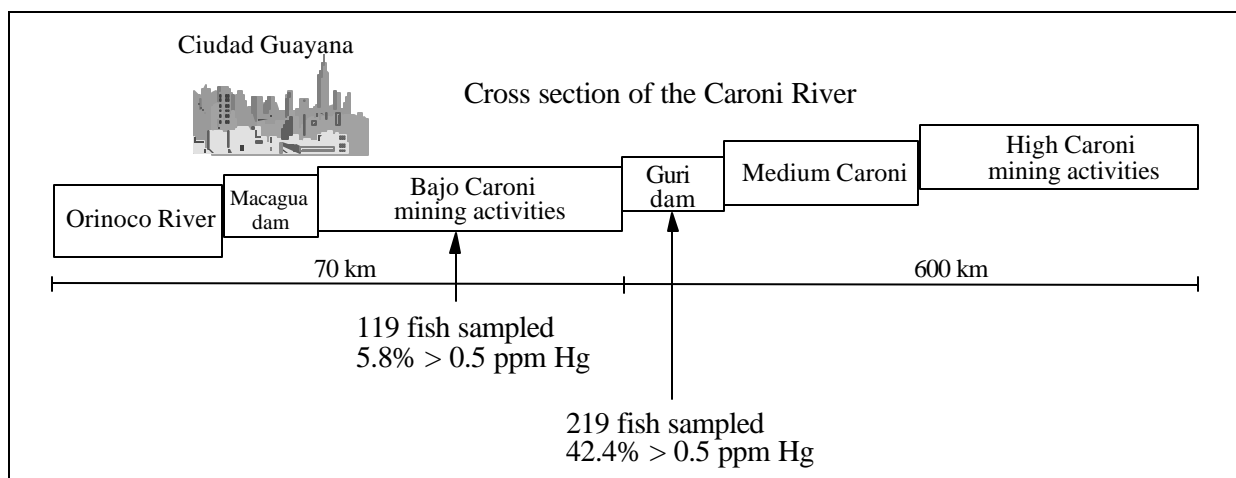 Ciudad Guayana
Cross section of the Caroni River
Orinoco River
Macagua
dam
Bajo Caroni
mining activities
Guri
dam
Medium Caroni
High Caroni
mining activities
70 km
600 km
119 fish sampled
5.8% > 0.5 ppm Hg
219 fish sampled
42.4% > 0.5 ppm Hg